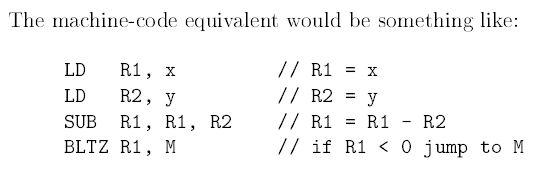 The machine-code equivalent would be something like:
LD R1, x // R1 = x
LD R2, y // R2 = y
SUB R1, R1, R2 // R1 = R1 - R2
BLTZ R1, M // if R1 < 0 jump to M